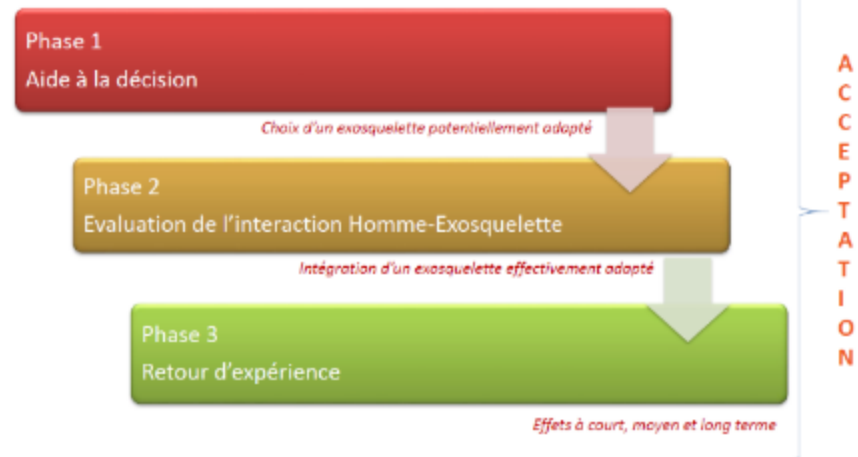 Phase 1
Aide à la décision
Choix d'un exosquelette potentiellement adapté
Phase 2
Evaluation de l'interaction Homme-Exosquelette
Intégration d'un exosquelette effectivement adapté
Phase 3
Retour d'expérience
Effets à court, moyen et long terme
A
C
C
E
P
T
A
T
I
O
N